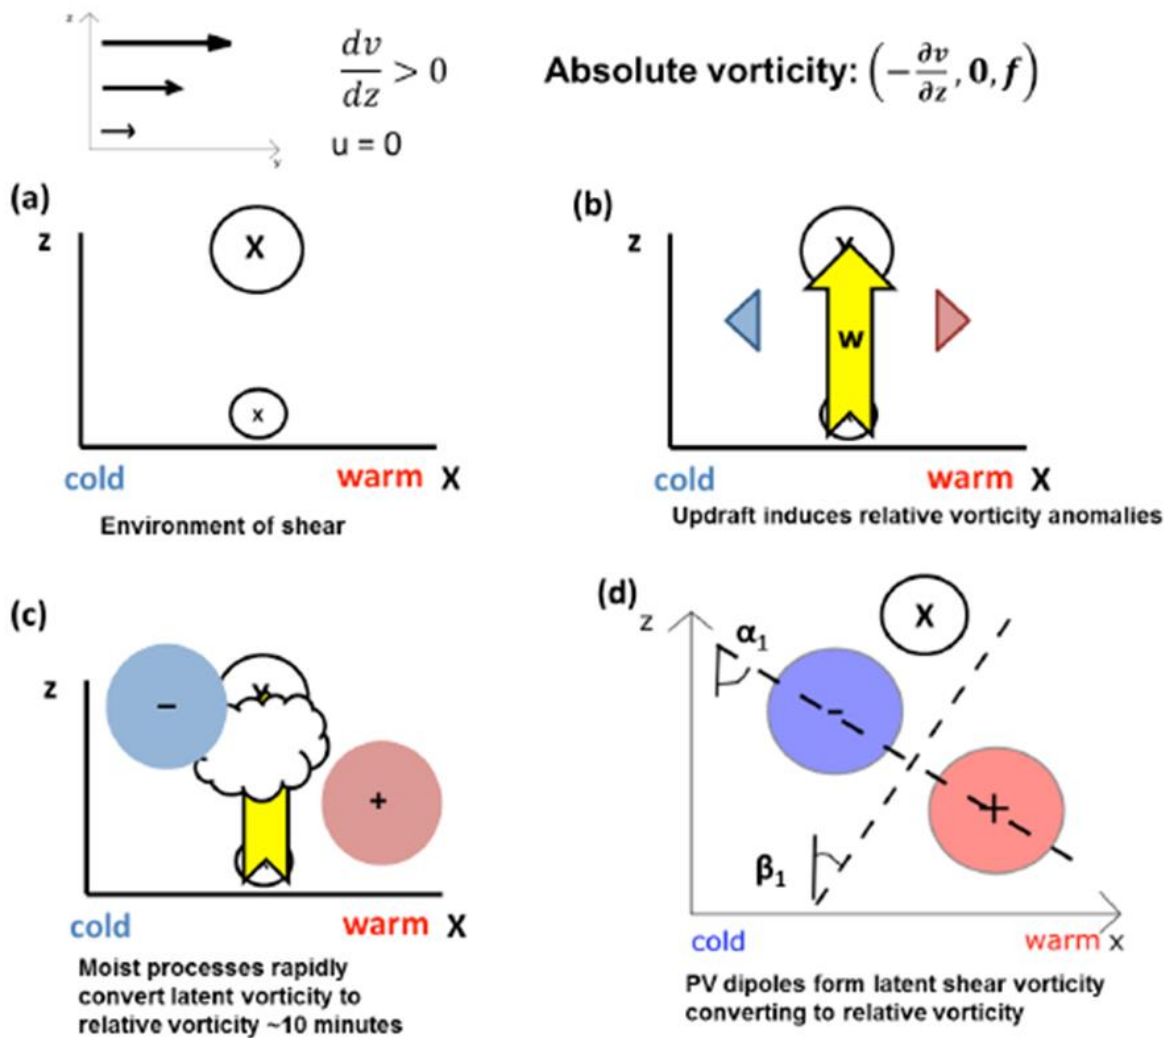 z
dv/dz > 0
Absolute vorticity: (−∂v/∂z, 0, f)
u = 0
y
(a)
z
X
x
cold
warm X
Environment of shear
(b)
z
w
cold
warm X
Updraft induces relative vorticity anomalies
(c)
z
−
+
cold
warm X
Moist processes rapidly
convert latent vorticity to
relative vorticity ~10 minutes
(d)
z
α1
X
-
+
β1
cold
warm x
PV dipoles form latent shear vorticity
converting to relative vorticity